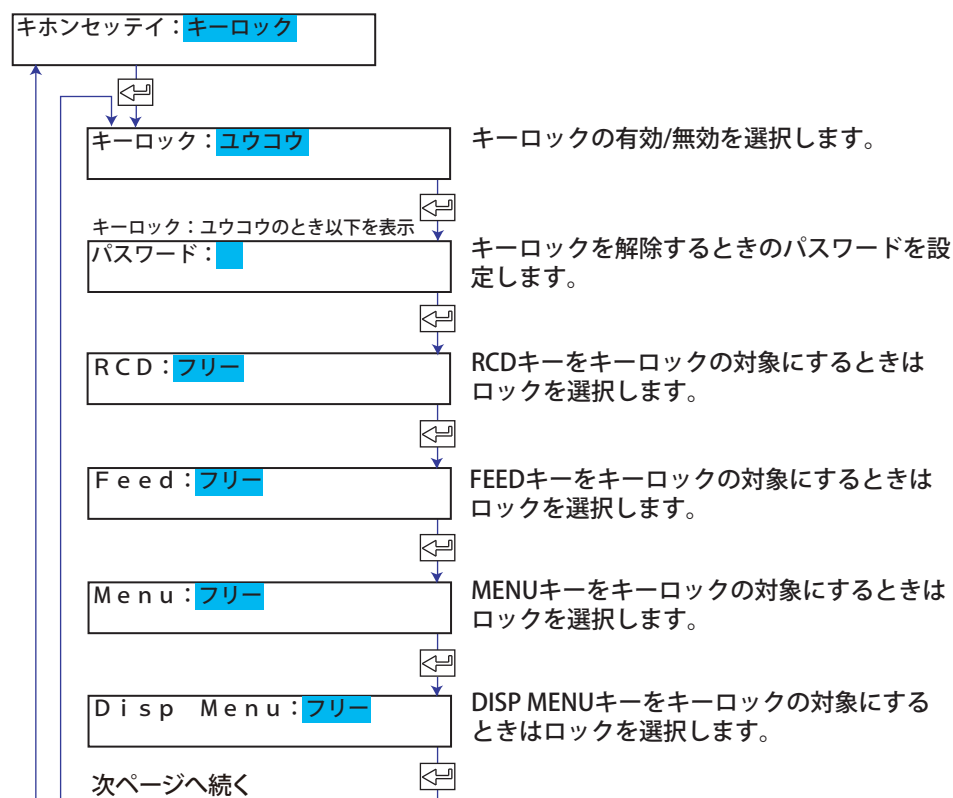 キホンセッテイ：キーロック
キーロック：ユウコウ
キーロックの有効/無効を選択します。
キーロック：ユウコウのとき以下を表示
パスワード：
キーロックを解除するときのパスワードを設
定します。
ＲＣＤ：フリー
RCDキーをキーロックの対象にするときは
ロックを選択します。
Ｆｅｅｄ：フリー
FEEDキーをキーロックの対象にするときは
ロックを選択します。
Ｍｅｎｕ：フリー
MENUキーをキーロックの対象にするときは
ロックを選択します。
Ｄｉｓｐ　Ｍｅｎｕ：フリー
DISP MENUキーをキーロックの対象にする
ときはロックを選択します。
次ページへ続く